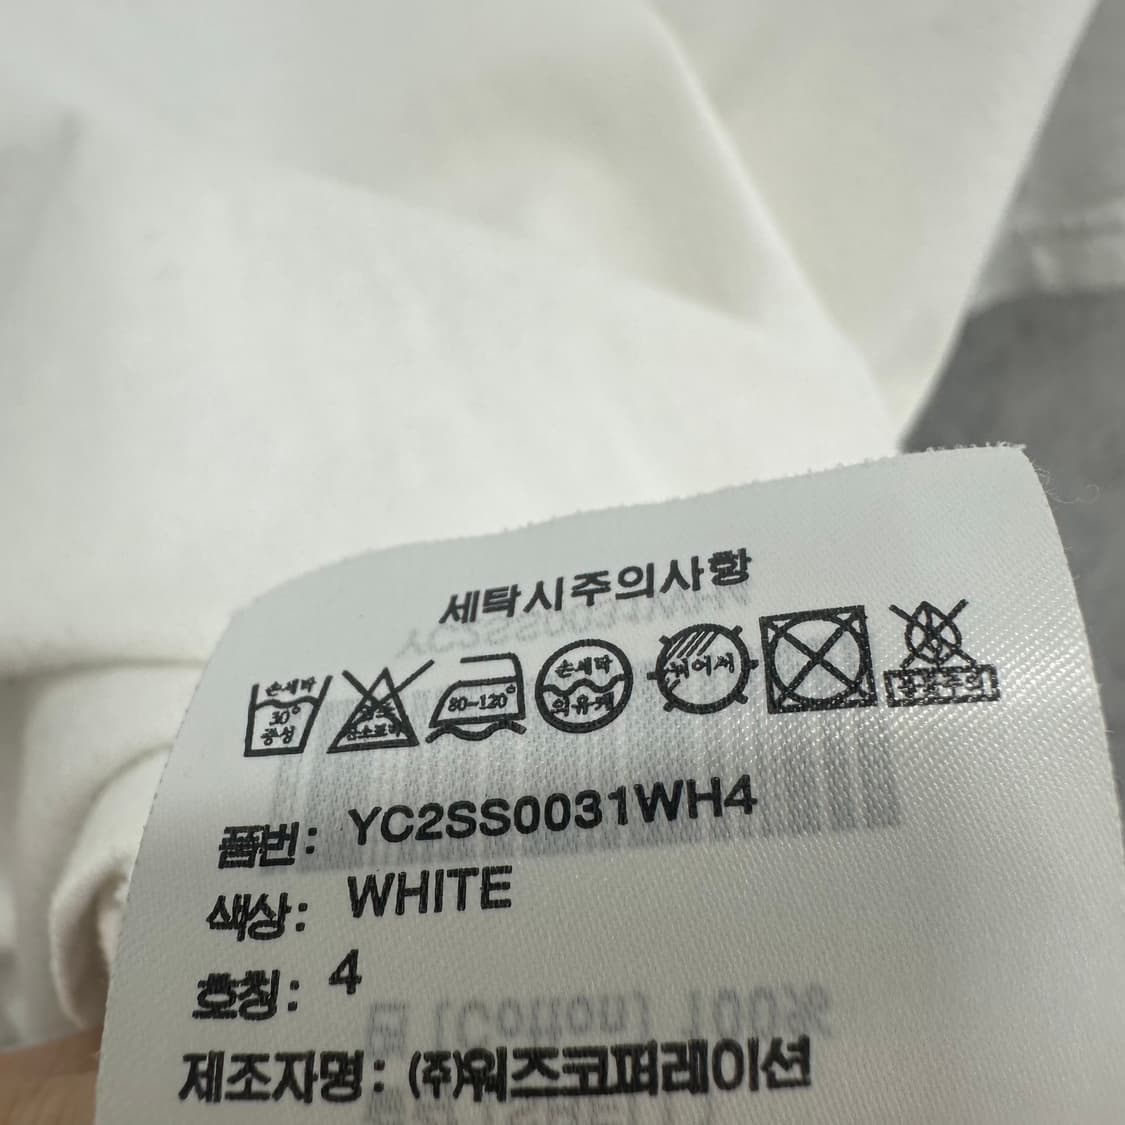 세탁시주의사항
손세탁
30°
중성
80~120°
손세탁
의류케
뉘어서
품번: YC2SS0031WH4
색상: WHITE
호칭: 4
제조자명: (주)워즈코퍼레이션